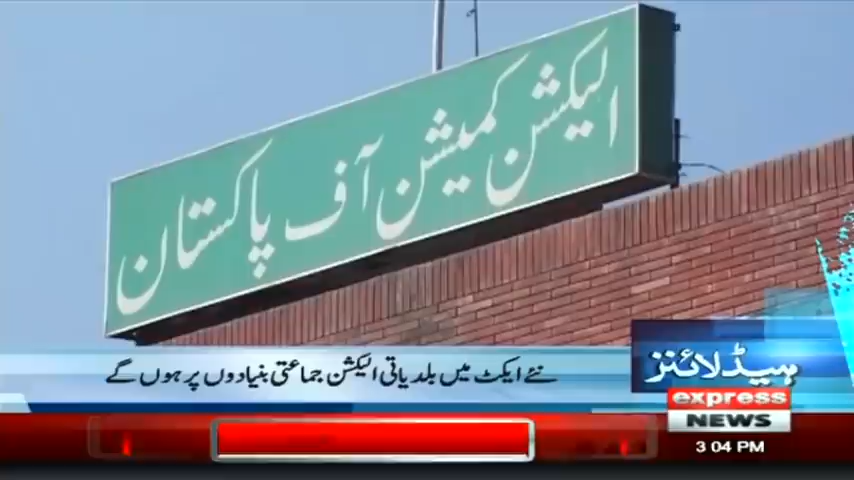 الیکشن کمیشن آف پاکستان
نئے ایکٹ میں بلدیاتی الیکشن جماعتی بنیادوں پر ہوں گے
ہیڈلائنز
express
NEWS
3:04 PM